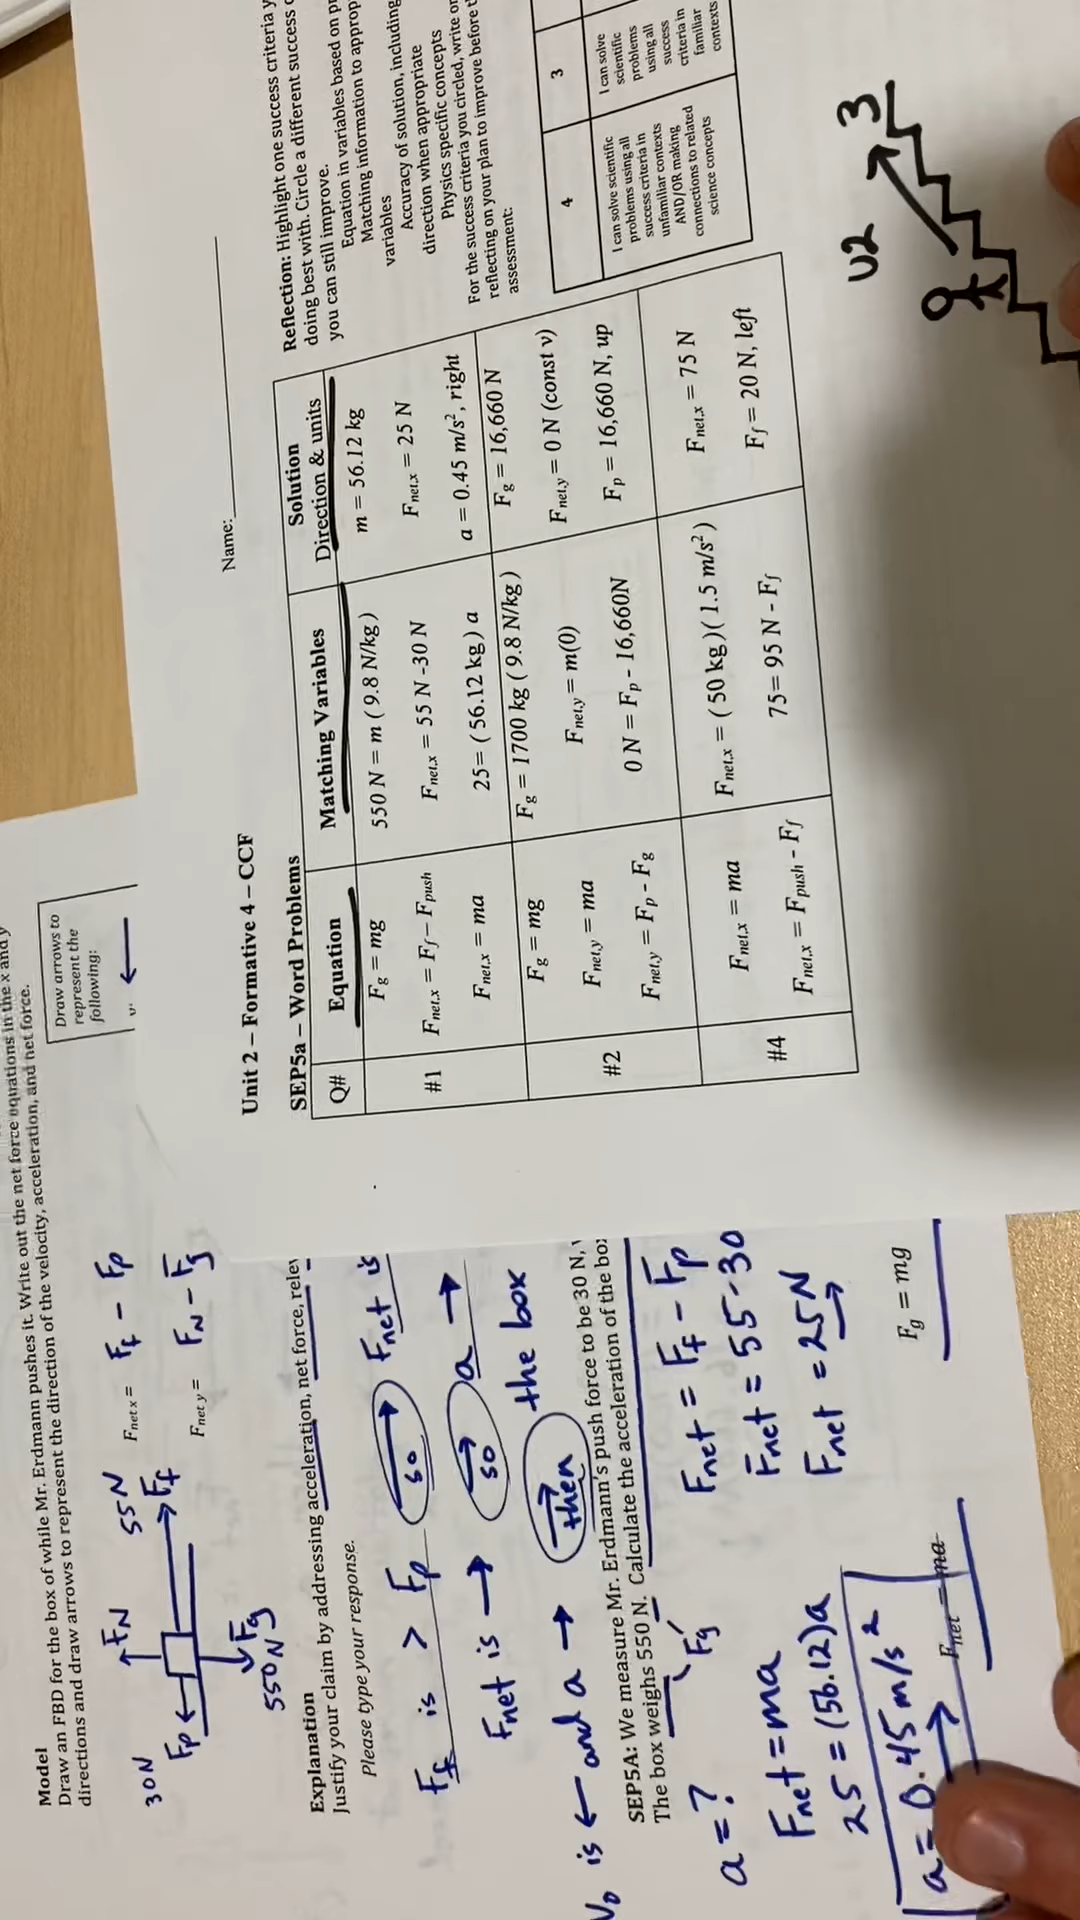 Model
Draw an FBD for the box of while Mr. Erdmann pushes it. Write out the net force equations in the x and y
directions and draw arrows to represent the direction of the velocity, acceleration, and net force.
Draw arrows to
represent the
following:
v: ←
30N
Fp
FN
55N
Ff
Fg
550N
Fnet x = Ff - Fp
Fnet y = FN - Fg
Explanation
Justify your claim by addressing acceleration, net force,
Please type your response.
Ff is > Fp so → Fnet is
Fnet is → so → a →
v₀ is ← and a → then → the box
SEP5A: We measure Mr. Erdmann's push force to be 30 N,
The box weighs 550 N. Calculate the acceleration of the
Fg
a = ?
Fnet = ma
25 = (56.12)a
a = 0.45 m/s²
→
Fnet = Ff - Fp
Fnet = 55-30
Fnet = 25N
→
Fnet = ma
Fg = mg
Name:
Unit 2 – Formative 4 – CCF
SEP5a – Word Problems
Q# Equation Matching Variables Solution
Direction & units
#1
Fg = mg 550 N = m ( 9.8 N/kg ) m = 56.12 kg
Fnet,x = Ff – Fpush Fnet,x = 55 N -30 N Fnet,x = 25 N
Fnet,x = ma 25= ( 56.12 kg ) a a = 0.45 m/s², right
#2
Fg = mg Fg = 1700 kg ( 9.8 N/kg ) Fg = 16,660 N
Fnet,y = ma Fnet,y = m(0) Fnet,y = 0 N (const v)
Fnet,y = Fp - Fg 0 N = Fp - 16,660N Fp = 16,660 N, up
#4
Fnet,x = ma Fnet,x = ( 50 kg )( 1.5 m/s² ) Fnet,x = 75 N
Fnet,x = Fpush - Ff 75= 95 N - Ff Ff = 20 N, left
Reflection: Highlight one success criteria
doing best with. Circle a different success
you can still improve.
Equation in variables based on
Matching information to
variables
Accuracy of solution, including
direction when appropriate
Physics specific concepts
For the success criteria you circled, write
reflecting on your plan to improve before
assessment:
4 3
I can solve scientific
problems using all
success criteria in
unfamiliar contexts
AND/OR making
connections to related
science concepts
I can solve
scientific
problems
using all
success
criteria in
familiar
contexts
U2 3